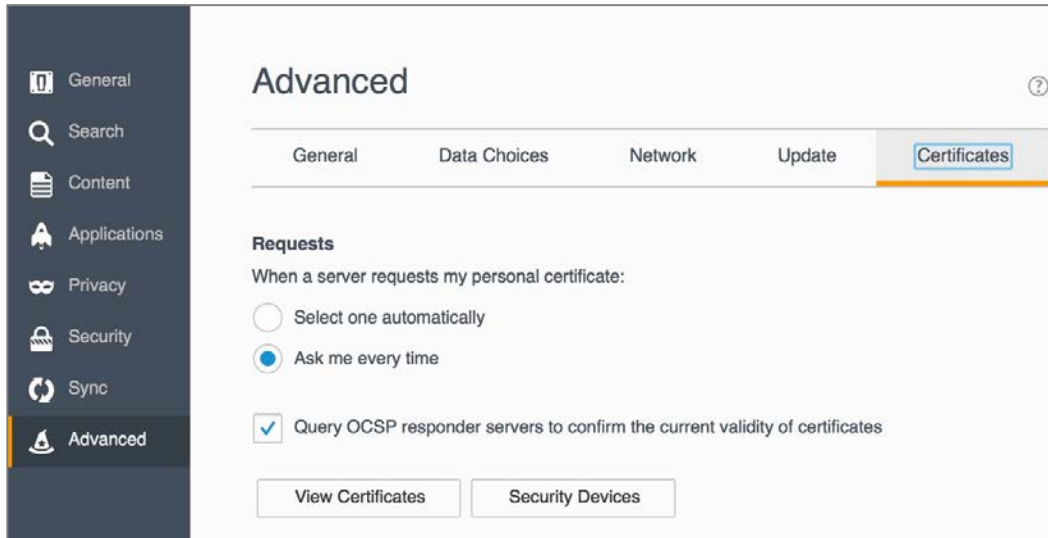 General
Search
Content
Applications
Privacy
Security
Sync
Advanced
Advanced
?
General Data Choices Network Update Certificates
Requests
When a server requests my personal certificate:
Select one automatically
Ask me every time
Query OCSP responder servers to confirm the current validity of certificates
View Certificates Security Devices